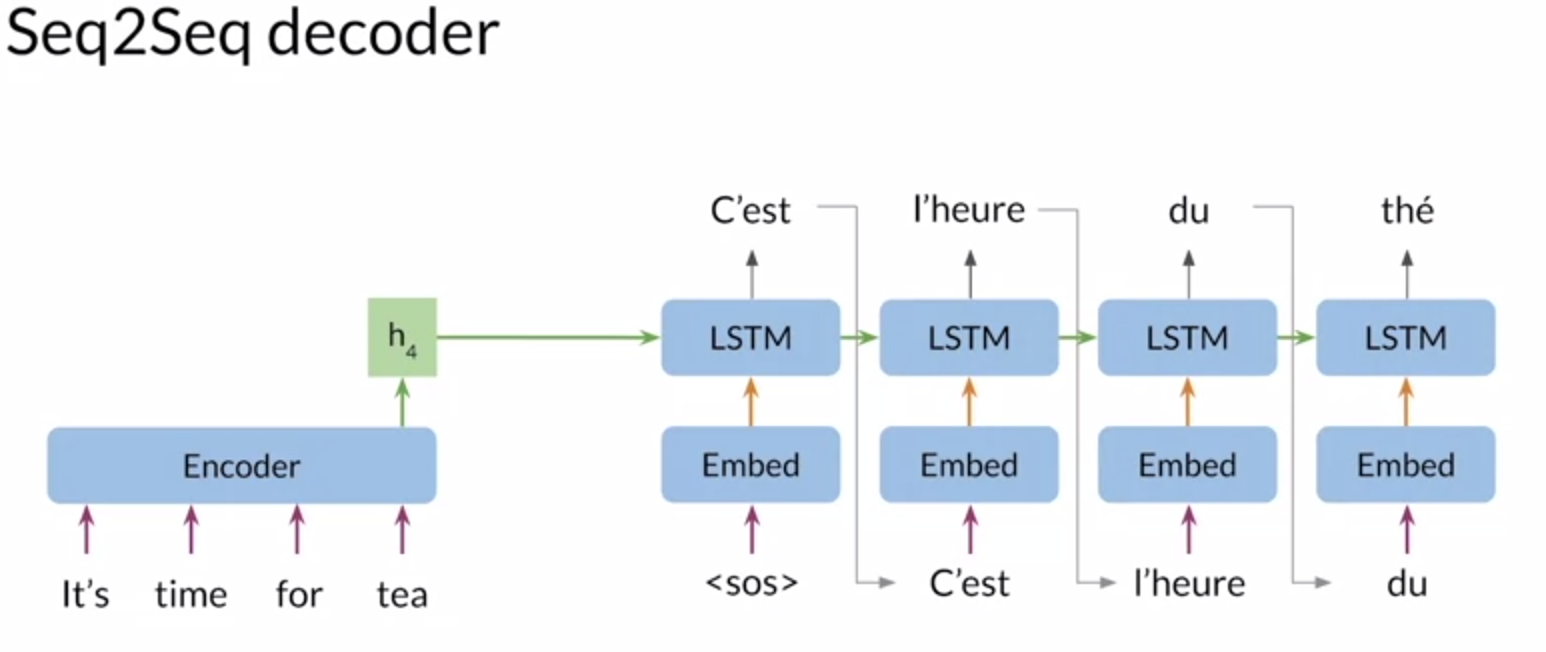 Seq2Seq decoder
C’est l’heure du thé
h4 LSTM LSTM LSTM LSTM
Encoder Embed Embed Embed Embed
It’s time for tea <sos> C’est l’heure du